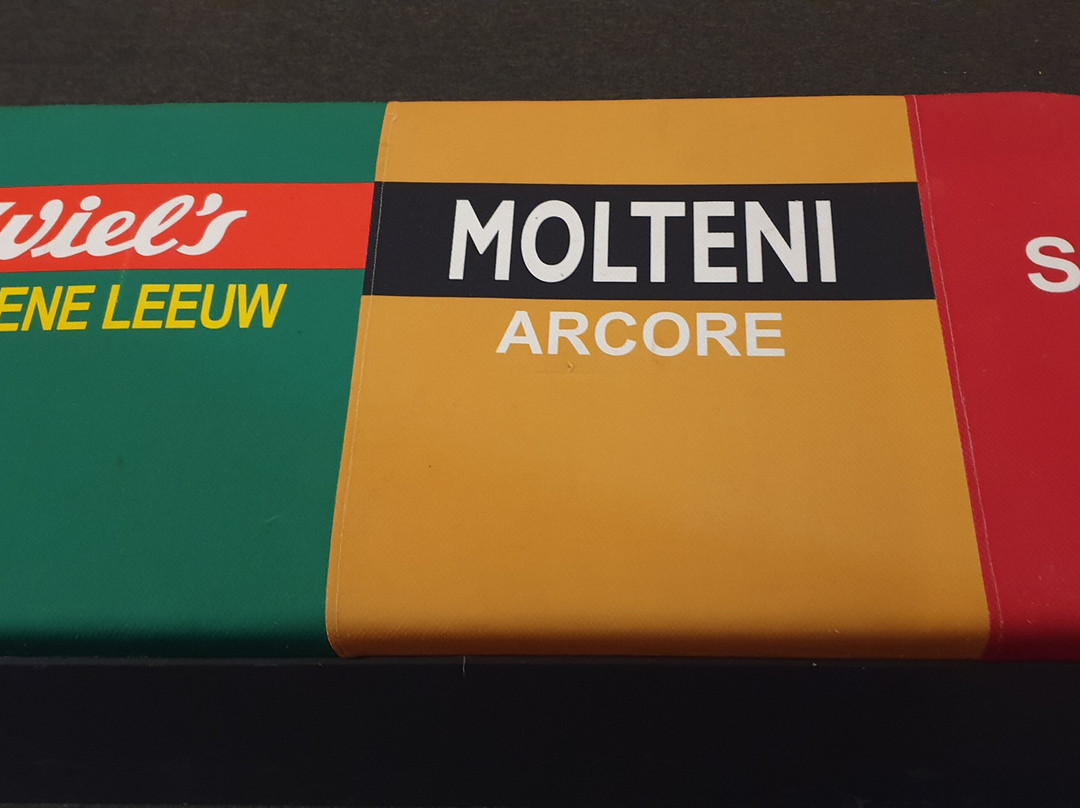 Wiel's
ENE LEEUW
MOLTENI
ARCORE
S